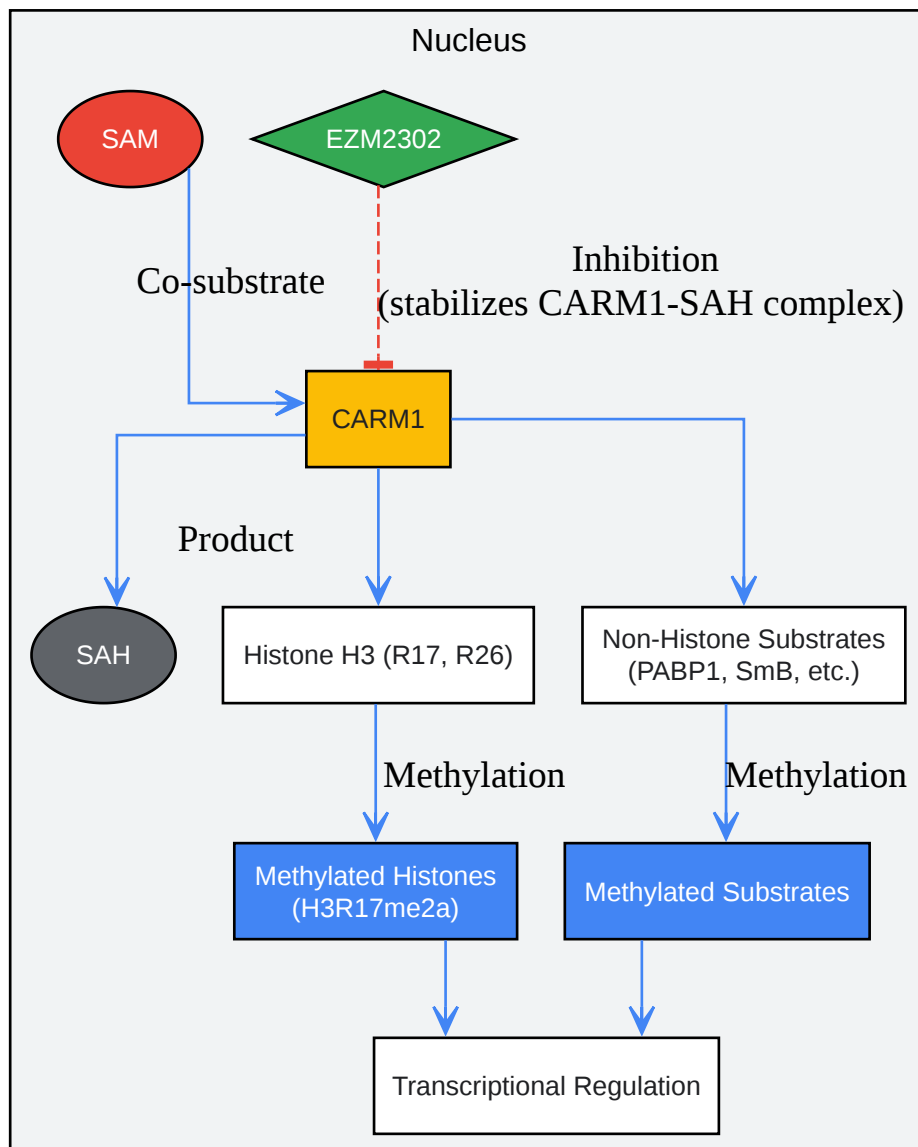 Nucleus
SAM
EZM2302
Co-substrate
Inhibition
(stabilizes CARM1-SAH complex)
CARM1
Product
SAH
Histone H3 (R17, R26)
Non-Histone Substrates
(PABP1, SmB, etc.)
Methylation
Methylation
Methylated Histones
(H3R17me2a)
Methylated Substrates
Transcriptional Regulation